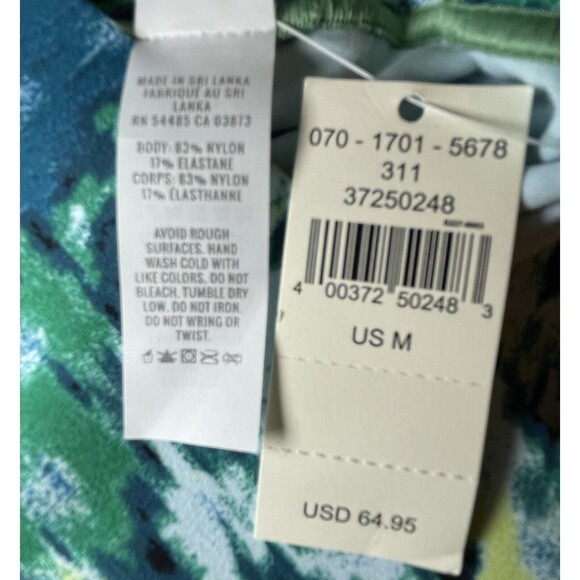 MADE IN SRI LANKA
FABRIQUÉ AU SRI
LANKA
RN 54485 CA 03873
BODY: 83% NYLON
17% ELASTANE
CORPS: 83% NYLON
17% ELASTHANNE
AVOID ROUGH
SURFACES. HAND
WASH COLD WITH
LIKE COLORS. DO NOT
BLEACH. TUMBLE DRY
LOW. DO NOT IRON.
DO NOT WRING OR
TWIST.
070 - 1701 - 5678
311
37250248
4 00372 50248 3
US M
USD 64.95